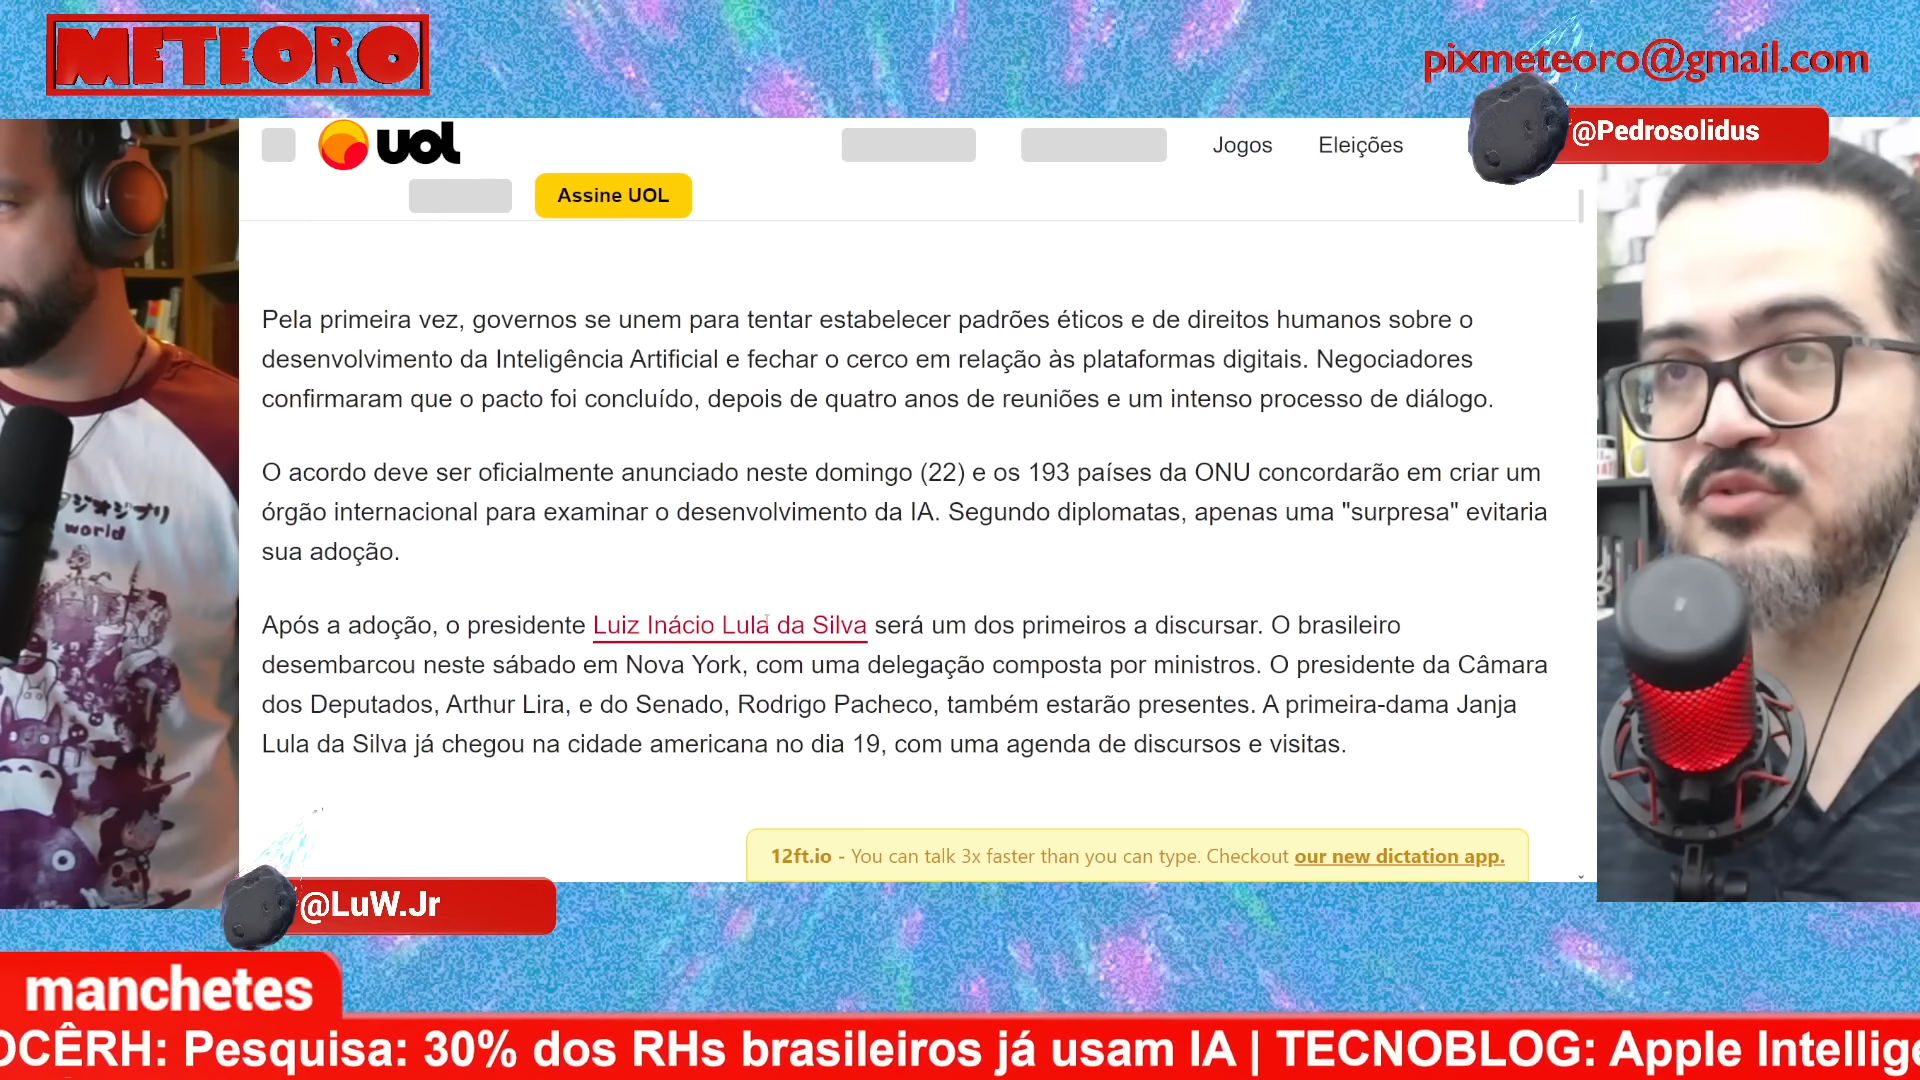 METEORO
pixmeteoro@gmail.com
@Pedrosolidus
UOL
Jogos
Eleições
Assine UOL
Pela primeira vez, governos se unem para tentar estabelecer padrões éticos e de direitos humanos sobre o
desenvolvimento da Inteligência Artificial e fechar o cerco em relação às plataformas digitais. Negociadores
confirmaram que o pacto foi concluído, depois de quatro anos de reuniões e um intenso processo de diálogo.
O acordo deve ser oficialmente anunciado neste domingo (22) e os 193 países da ONU concordarão em criar um
órgão internacional para examinar o desenvolvimento da IA. Segundo diplomatas, apenas uma "surpresa" evitaria
sua adoção.
Após a adoção, o presidente Luiz Inácio Lula da Silva será um dos primeiros a discursar. O brasileiro
desembarcou neste sábado em Nova York, com uma delegação composta por ministros. O presidente da Câmara
dos Deputados, Arthur Lira, e do Senado, Rodrigo Pacheco, também estarão presentes. A primeira-dama Janja
Lula da Silva já chegou na cidade americana no dia 19, com uma agenda de discursos e visitas.
タジオジブリ
world
12ft.io - You can talk 3x faster than you can type. Checkout our new dictation app.
@LuW.Jr
manchetes
OCÊRH: Pesquisa: 30% dos RHs brasileiros já usam IA | TECNOBLOG: Apple Intellige